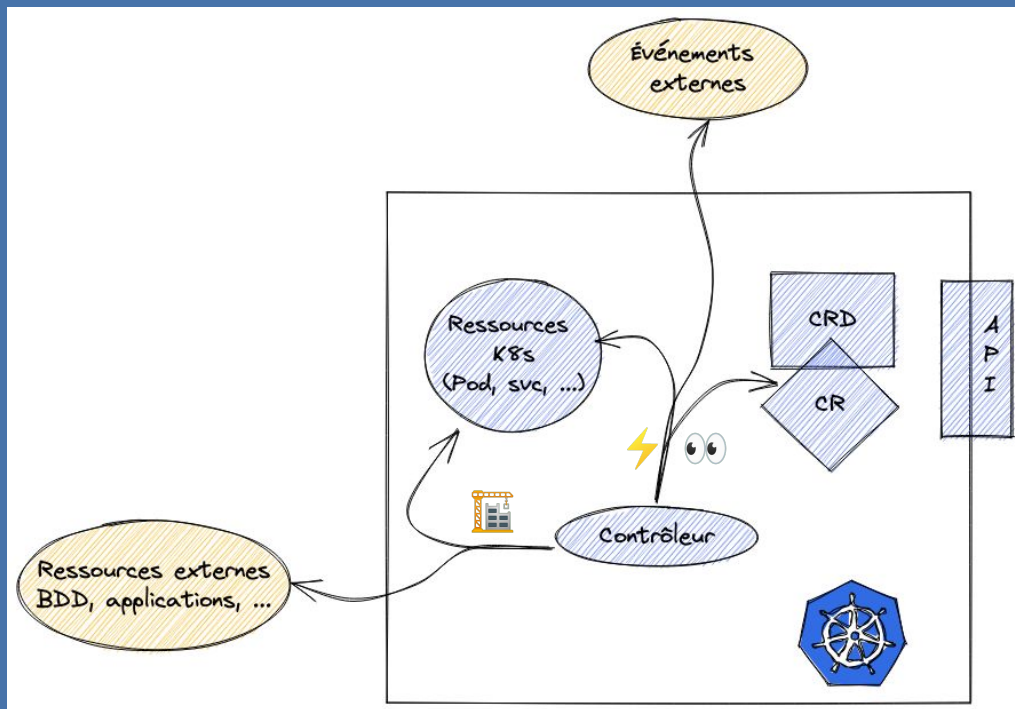 Événements
externes
Ressources
K8s
(Pod, svc, ...)
CRD
CR
A
P
I
Contrôleur
Ressources externes
BDD, applications, ...